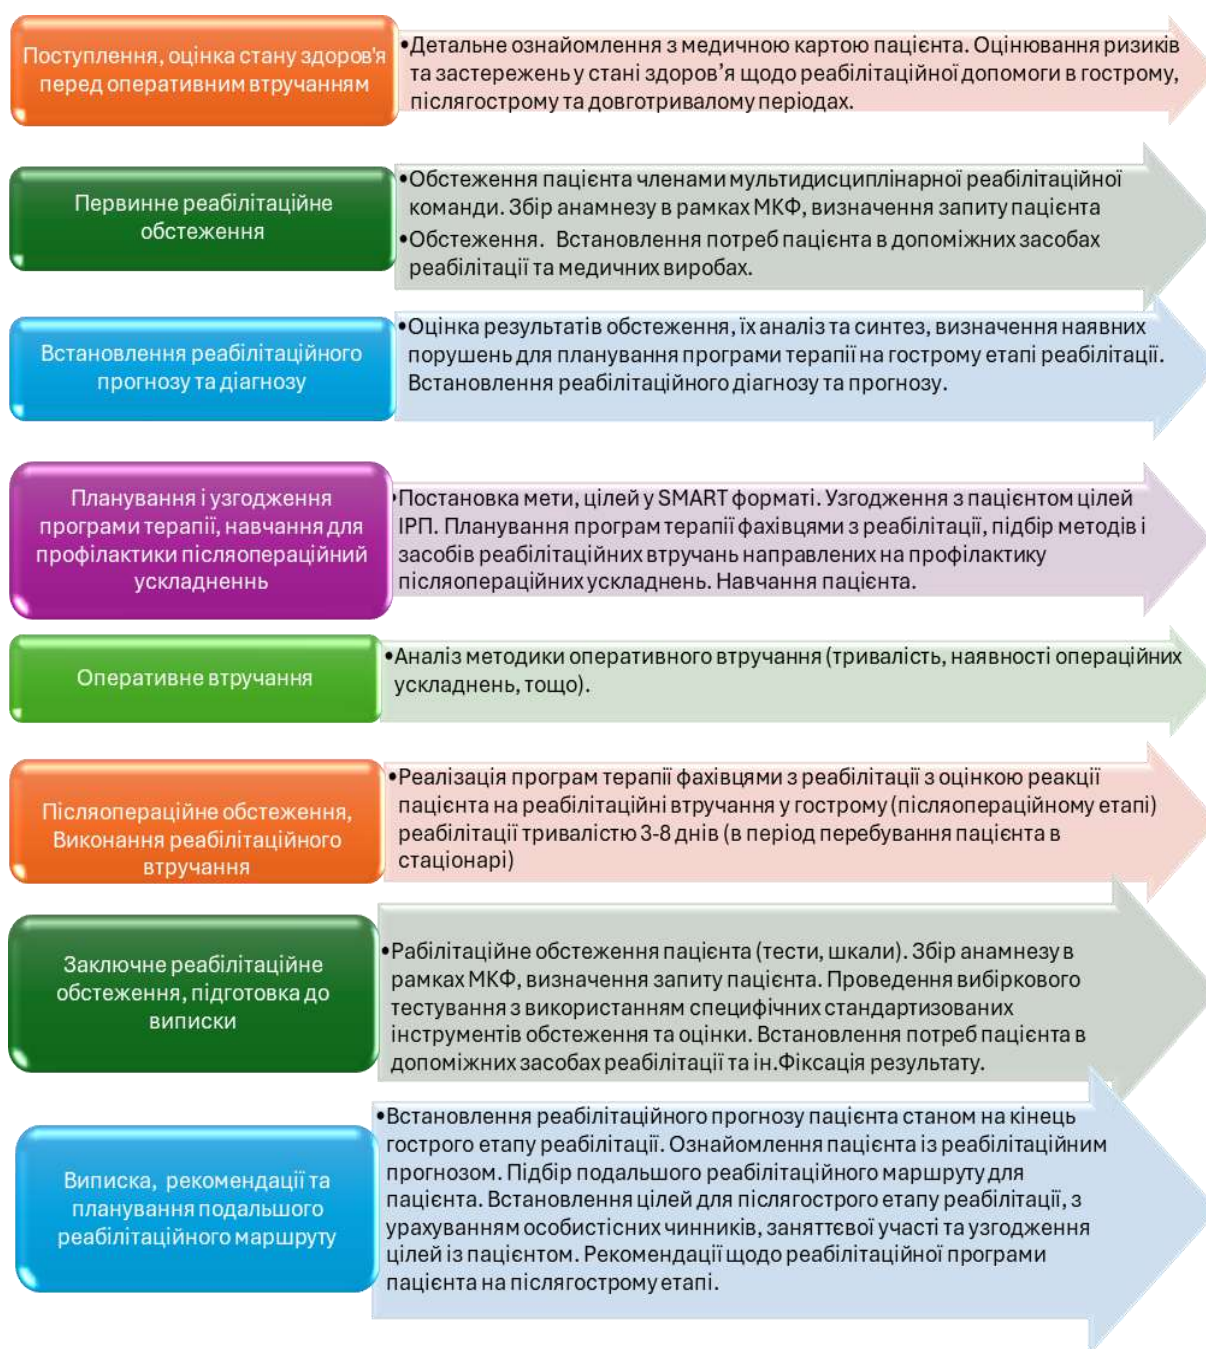 Поступлення, оцінка стану здоров'я
перед оперативним втручанням
•Детальне ознайомлення з медичною картою пацієнта. Оцінювання ризиків
та застережень у стані здоров’я щодо реабілітаційної допомоги в гострому,
післягострому та довготривалому періодах.
Первинне реабілітаційне
обстеження
•Обстеження пацієнта членами мультидисциплінарної реабілітаційної
команди. Збір анамнезу в рамках МКФ, визначення запиту пацієнта
•Обстеження. Встановлення потреб пацієнта в допоміжних засобах
реабілітації та медичних виробах.
Встановлення реабілітаційного
прогнозу та діагнозу
•Оцінка результатів обстеження, їх аналіз та синтез, визначення наявних
порушень для планування програми терапії на гострому етапі реабілітації.
Встановлення реабілітаційного діагнозу та прогнозу.
Планування і узгодження
програми терапії, навчання для
профілактики післяопераційний
ускладненнь
•Постановка мети, цілей у SMART форматі. Узгодження з пацієнтом цілей
ІРП. Планування програм терапії фахівцями з реабілітації, підбір методів і
засобів реабілітаційних втручань направлених на профілактику
післяопераційних ускладнень. Навчання пацієнта.
Оперативне втручання
•Аналіз методики оперативного втручання (тривалість, наявності операційних
ускладнень, тощо).
Післяопераційне обстеження,
Виконання реабілітаційного
втручання
•Реалізація програм терапії фахівцями з реабілітації з оцінкою реакції
пацієнта на реабілітаційні втручання у гострому (післяопераційному етапі)
реабілітації тривалістю 3-8 днів (в період перебування пацієнта в
стаціонарі)
Заключне реабілітаційне
обстеження, підготовка до
виписки
•Рабілітаційне обстеження пацієнта (тести, шкали). Збір анамнезу в
рамках МКФ, визначення запиту пацієнта. Проведення вибіркового
тестування з використанням специфічних стандартизованих
інструментів обстеження та оцінки. Встановлення потреб пацієнта в
допоміжних засобах реабілітації та ін.Фіксація результату.
Виписка, рекомендації та
планування подальшого
реабілітаційного маршруту
•Встановлення реабілітаційного прогнозу пацієнта станом на кінець
гострого етапу реабілітації. Ознайомлення пацієнта із реабілітаційним
прогнозом. Підбір подальшого реабілітаційного маршруту для
пацієнта. Встановлення цілей для післягострого етапу реабілітації, з
урахуванням особистісних чинників, заняттєвої участі та узгодження
цілей із пацієнтом. Рекомендації щодо реабілітаційної програми
пацієнта на післягострому етапі.